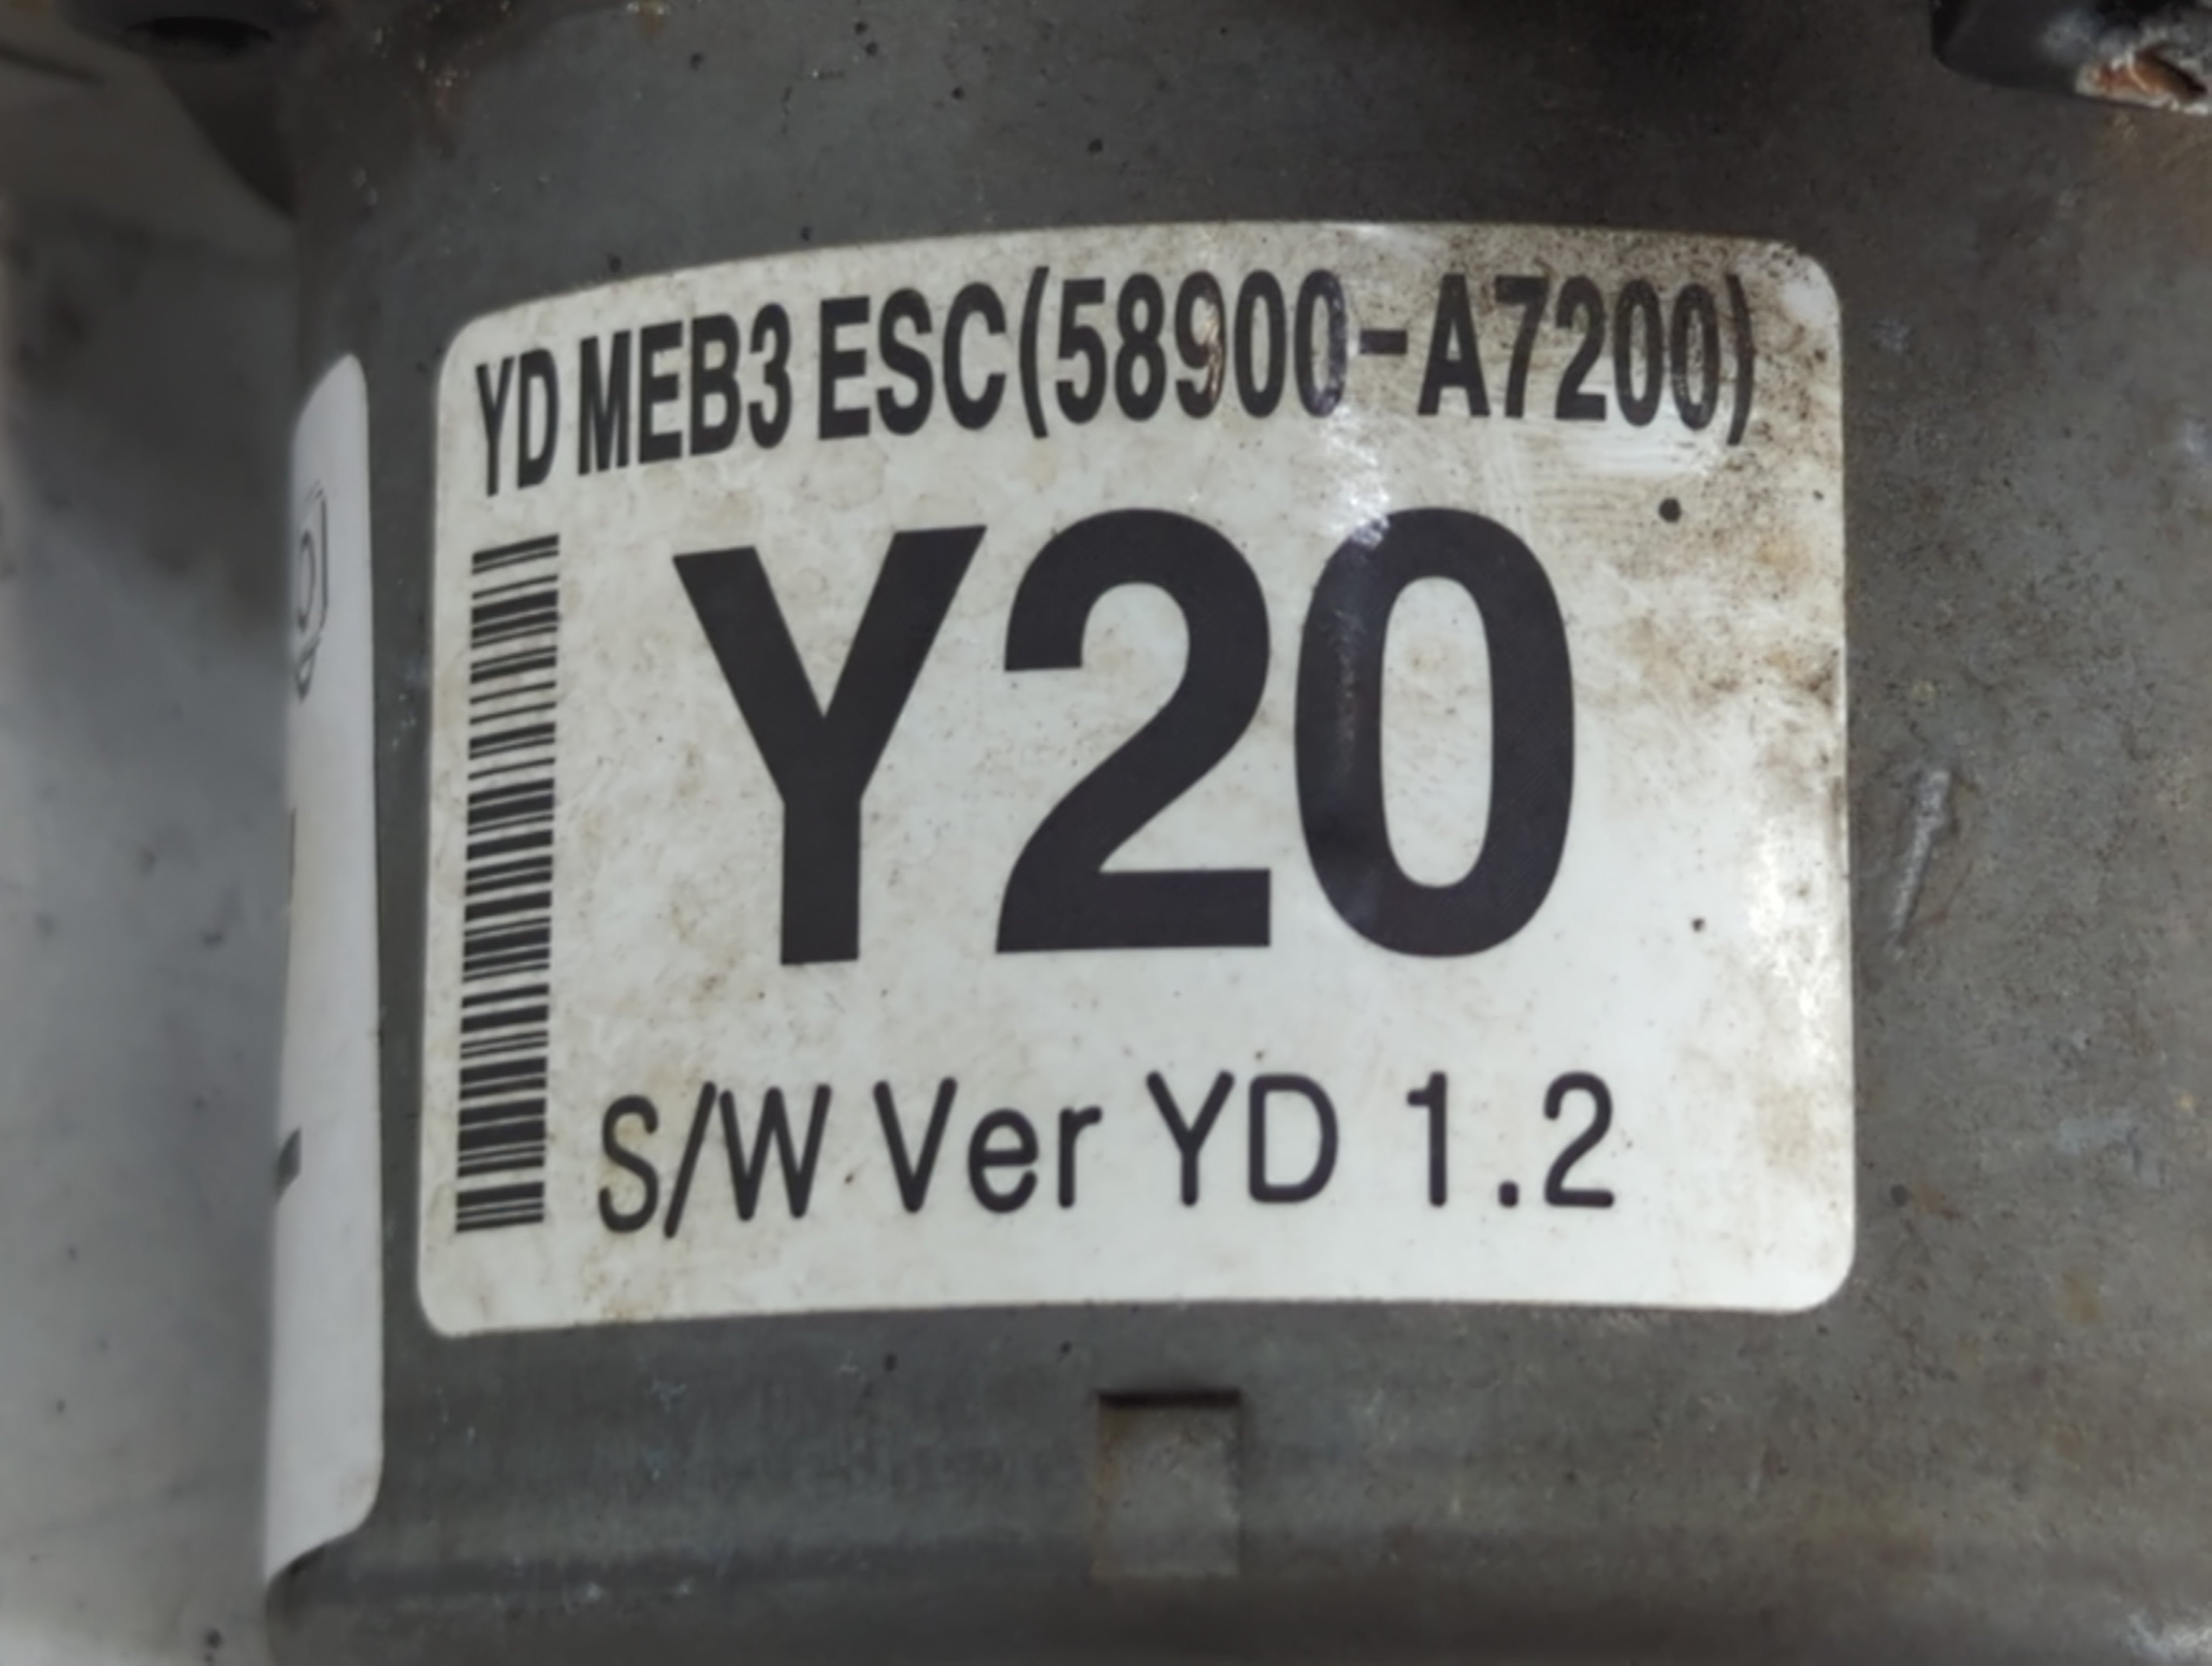 YD MEB3 ESC(58900-A7200)
Y20
S/W Ver YD 1.2